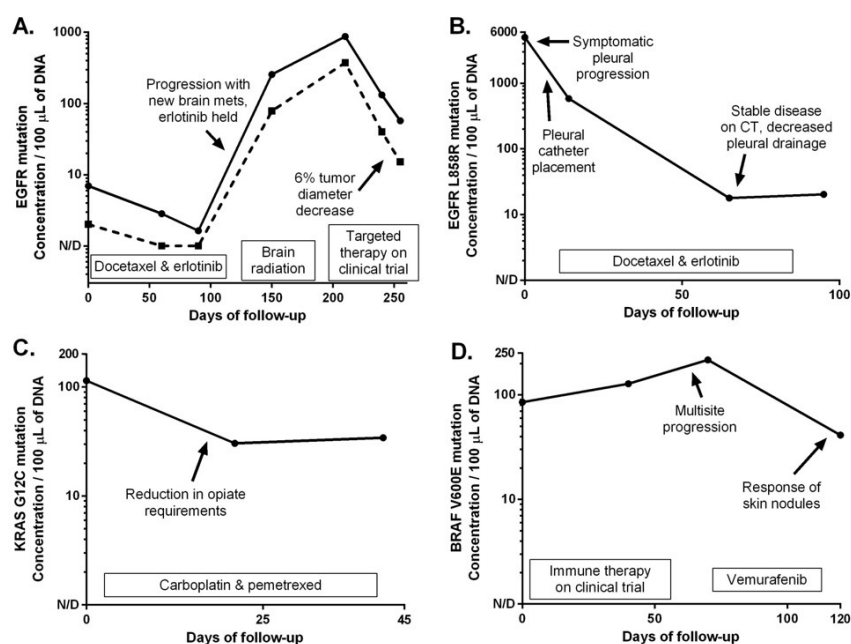 A.
EGFR mutation
Concentration / 100 µL of DNA
1000
100
10
N/D
Progression with
new brain mets,
erlotinib held
6% tumor
diameter
decrease
Docetaxel & erlotinib
Brain
radiation
Targeted
therapy on
clinical trial
0 50 100 150 200 250
Days of follow-up
B.
EGFR L858R mutation
Concentration / 100 µL of DNA
6000
1000
100
10
N/D
Symptomatic
pleural
progression
Pleural
catheter
placement
Stable disease
on CT, decreased
pleural drainage
Docetaxel & erlotinib
0 50 100
Days of follow-up
C.
KRAS G12C mutation
Concentration / 100 µL of DNA
200
100
10
N/D
Reduction in opiate
requirements
Carboplatin & pemetrexed
0 25 45
Days of follow-up
D.
BRAF V600E mutation
Concentration / 100 µL of DNA
250
100
10
N/D
Multisite
progression
Response of
skin nodules
Immune therapy
on clinical trial
Vemurafenib
0 50 100 120
Days of follow-up